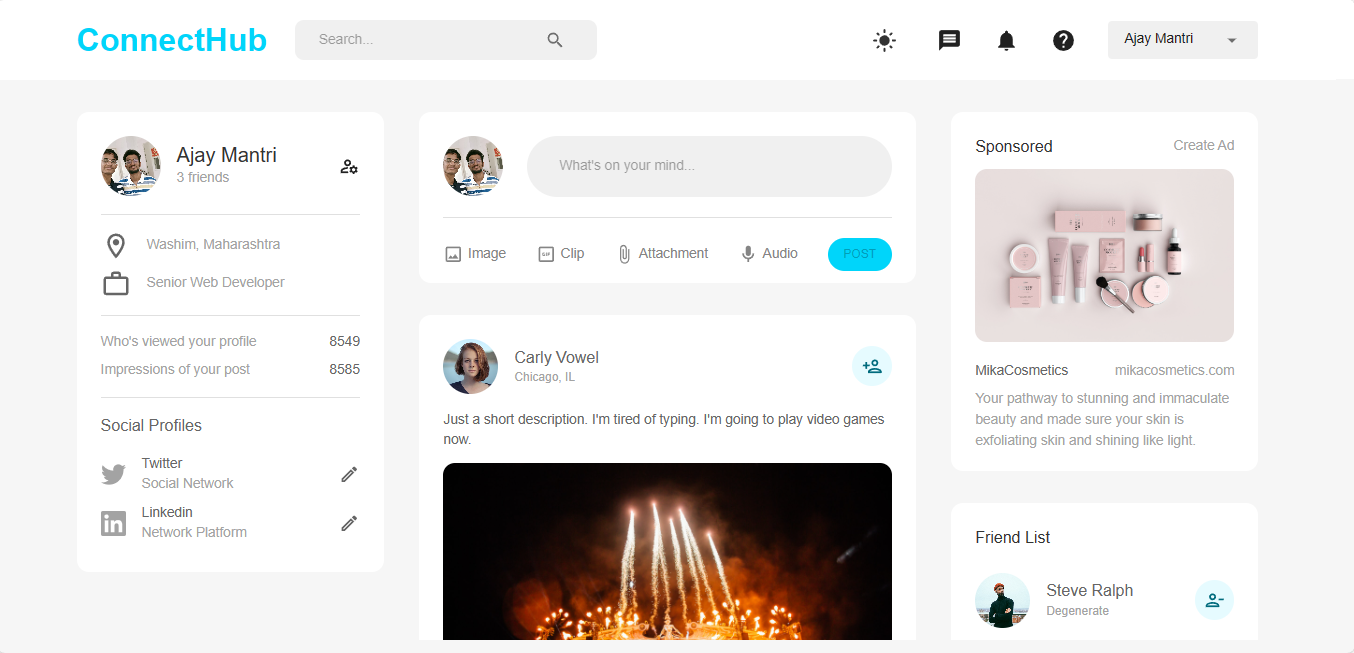 ConnectHub
Search...
Ajay Mantri
Ajay Mantri
3 friends
Washim, Maharashtra
Senior Web Developer
Who's viewed your profile 8549
Impressions of your post 8585
Social Profiles
Twitter
Social Network
Linkedin
Network Platform
What's on your mind...
Image
GIF
Clip
Attachment
Audio
POST
Carly Vowel
Chicago, IL
Just a short description. I'm tired of typing. I'm going to play video games
now.
Sponsored
Create Ad
MikaCosmetics
mikacosmetics.com
Your pathway to stunning and immaculate
beauty and made sure your skin is
exfoliating skin and shining like light.
Friend List
Steve Ralph
Degenerate